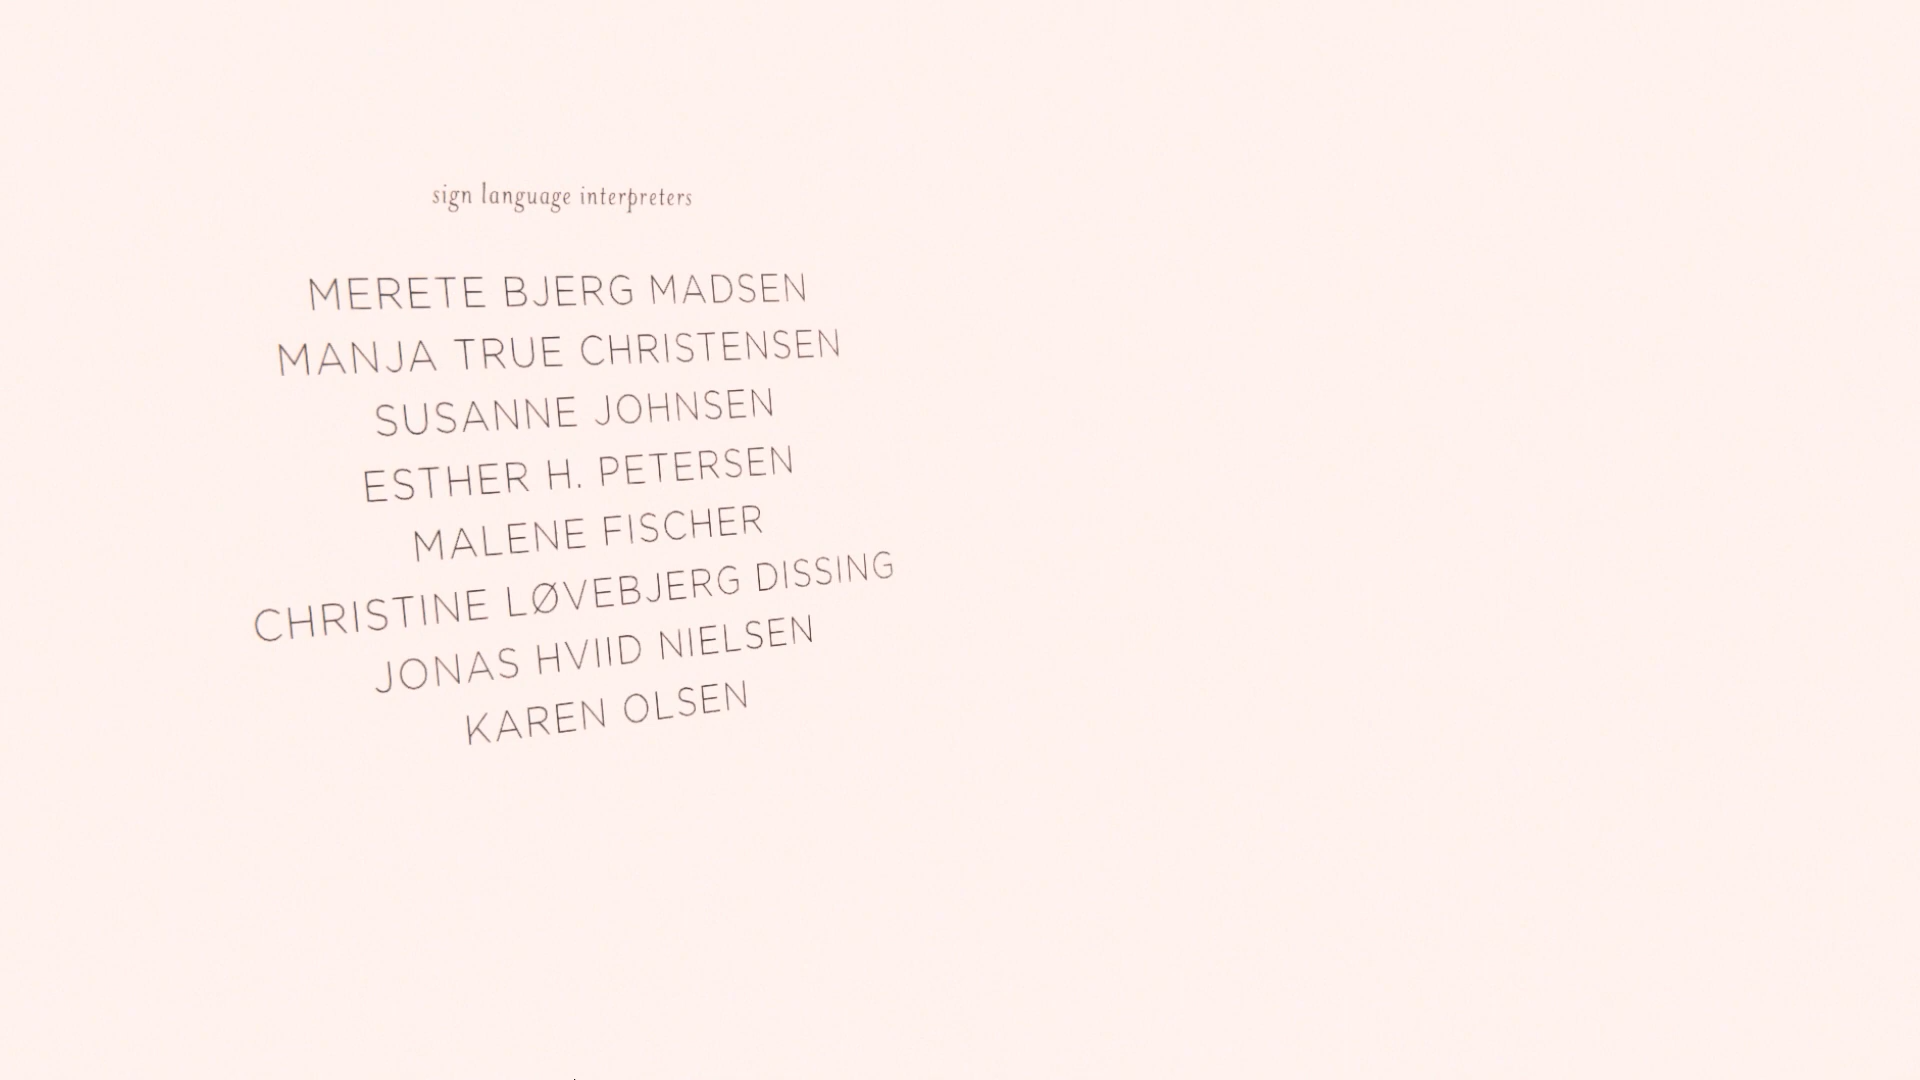 sign language interpreters
MERETE BJERG MADSEN
MANJA TRUE CHRISTENSEN
SUSANNE JOHNSEN
ESTHER H. PETERSEN
MALENE FISCHER
CHRISTINE LØVEBJERG DISSING
JONAS HVIID NIELSEN
KAREN OLSEN